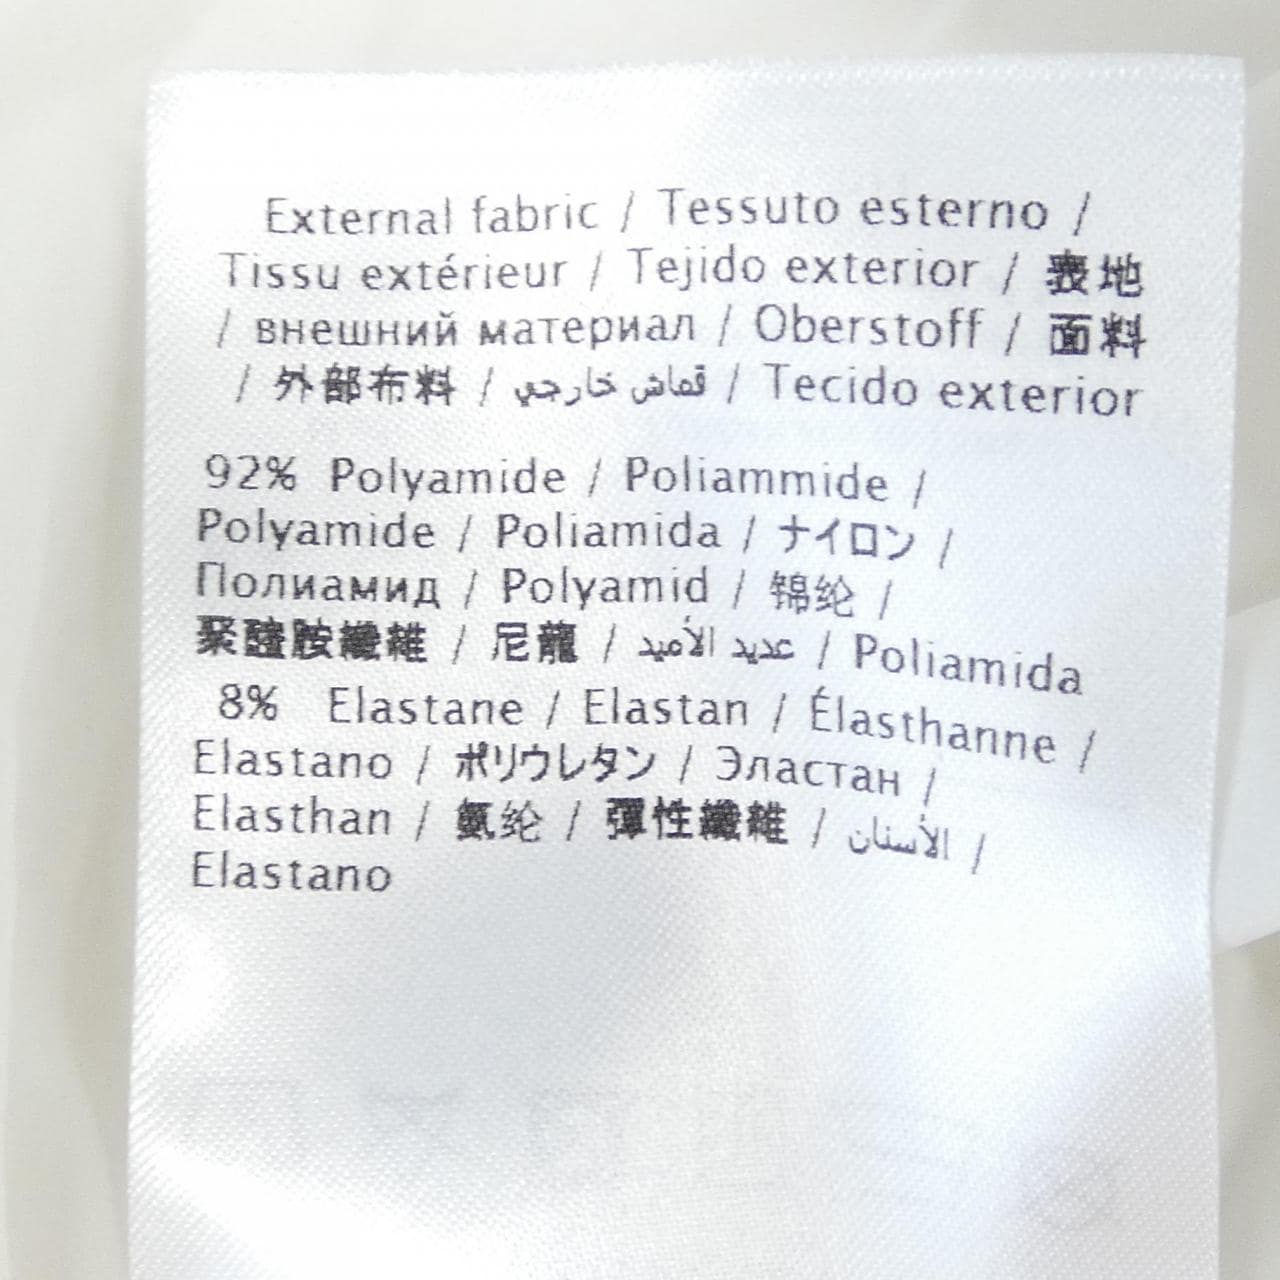 External fabric / Tessuto esterno /
Tissu extérieur / Tejido exterior / 表地
/ внешний материал / Oberstoff / 面料
/ 外部布料 / قماش خارجي / Tecido exterior
92% Polyamide / Poliammide /
Polyamide / Poliamida / ナイロン /
Полиамид / Polyamid / 锦纶 /
聚醯胺纖維 / 尼龍 / عديد الأميد / Poliamida
8% Elastane / Elastan / Élasthanne /
Elastano / ポリウレタン / Эластан /
Elasthan / 氨纶 / 彈性纖維 / الأستان /
Elastano